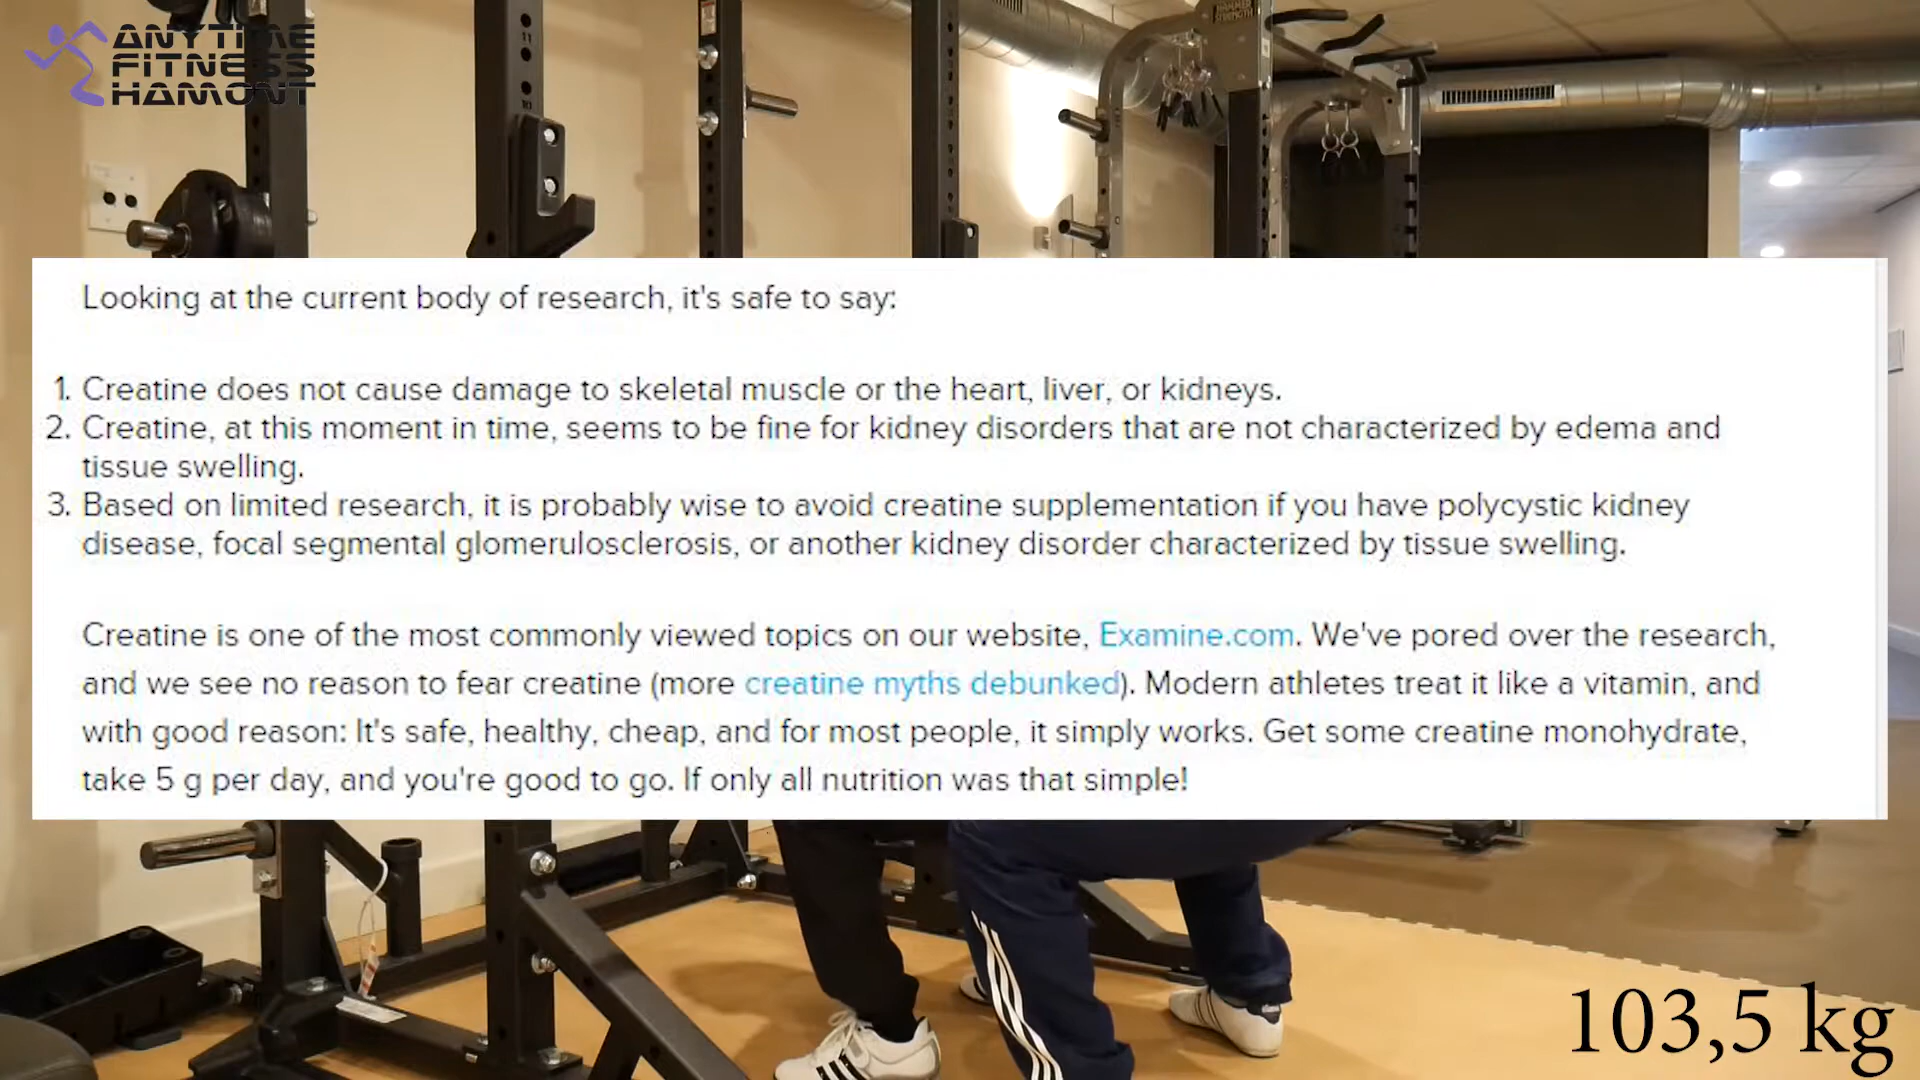 ANYTIME
FITNESS
HAMONT
HAMMER
STRENGTH
Looking at the current body of research, it's safe to say:
1. Creatine does not cause damage to skeletal muscle or the heart, liver, or kidneys.
2. Creatine, at this moment in time, seems to be fine for kidney disorders that are not characterized by edema and
tissue swelling.
3. Based on limited research, it is probably wise to avoid creatine supplementation if you have polycystic kidney
disease, focal segmental glomerulosclerosis, or another kidney disorder characterized by tissue swelling.
Creatine is one of the most commonly viewed topics on our website, Examine.com. We've pored over the research,
and we see no reason to fear creatine (more creatine myths debunked). Modern athletes treat it like a vitamin, and
with good reason: It's safe, healthy, cheap, and for most people, it simply works. Get some creatine monohydrate,
take 5 g per day, and you're good to go. If only all nutrition was that simple!
103,5 kg